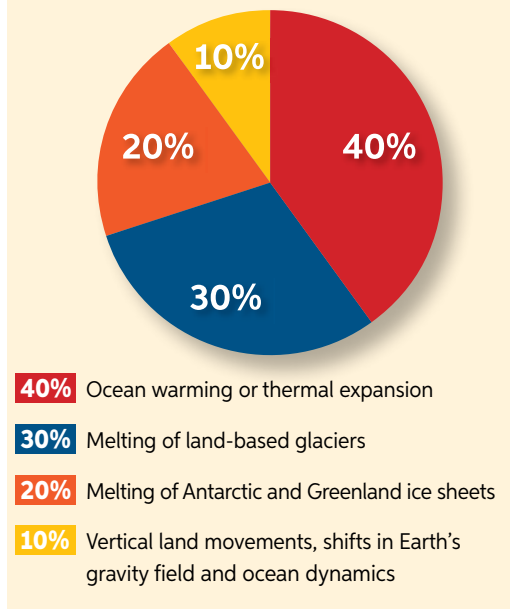 10%
20%
40%
30%
40% Ocean warming or thermal expansion
30% Melting of land-based glaciers
20% Melting of Antarctic and Greenland ice sheets
10% Vertical land movements, shifts in Earth’s
gravity field and ocean dynamics